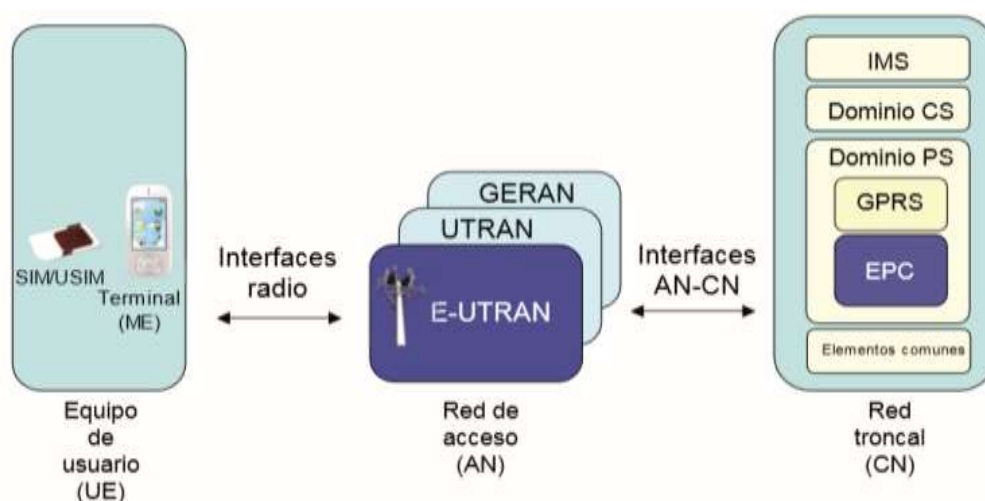 SIM/USIM
Terminal
(ME)
Equipo
de
usuario
(UE)
Interfaces
radio
GERAN
UTRAN
E-UTRAN
Red de
acceso
(AN)
Interfaces
AN-CN
IMS
Dominio CS
Dominio PS
GPRS
EPC
Elementos comunes
Red
troncal
(CN)